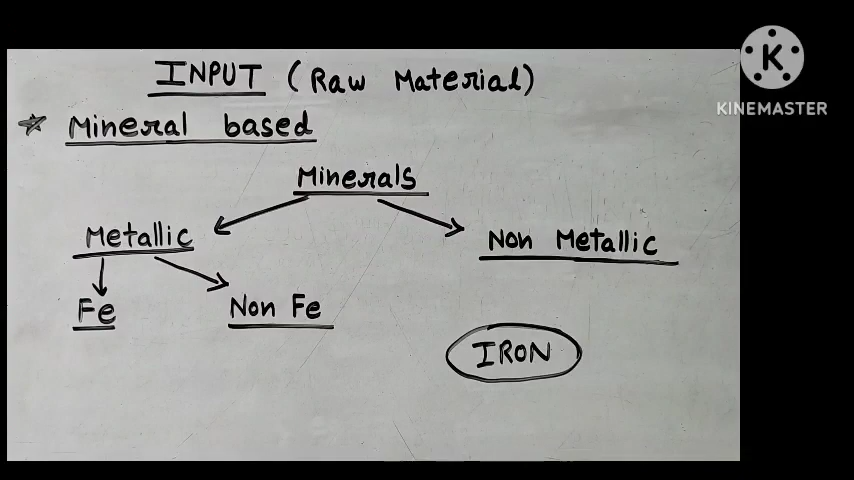 INPUT (Raw Material)
Mineral based
Minerals
Metallic
Non Metallic
Fe
Non Fe
IRON
K
KINEMASTER